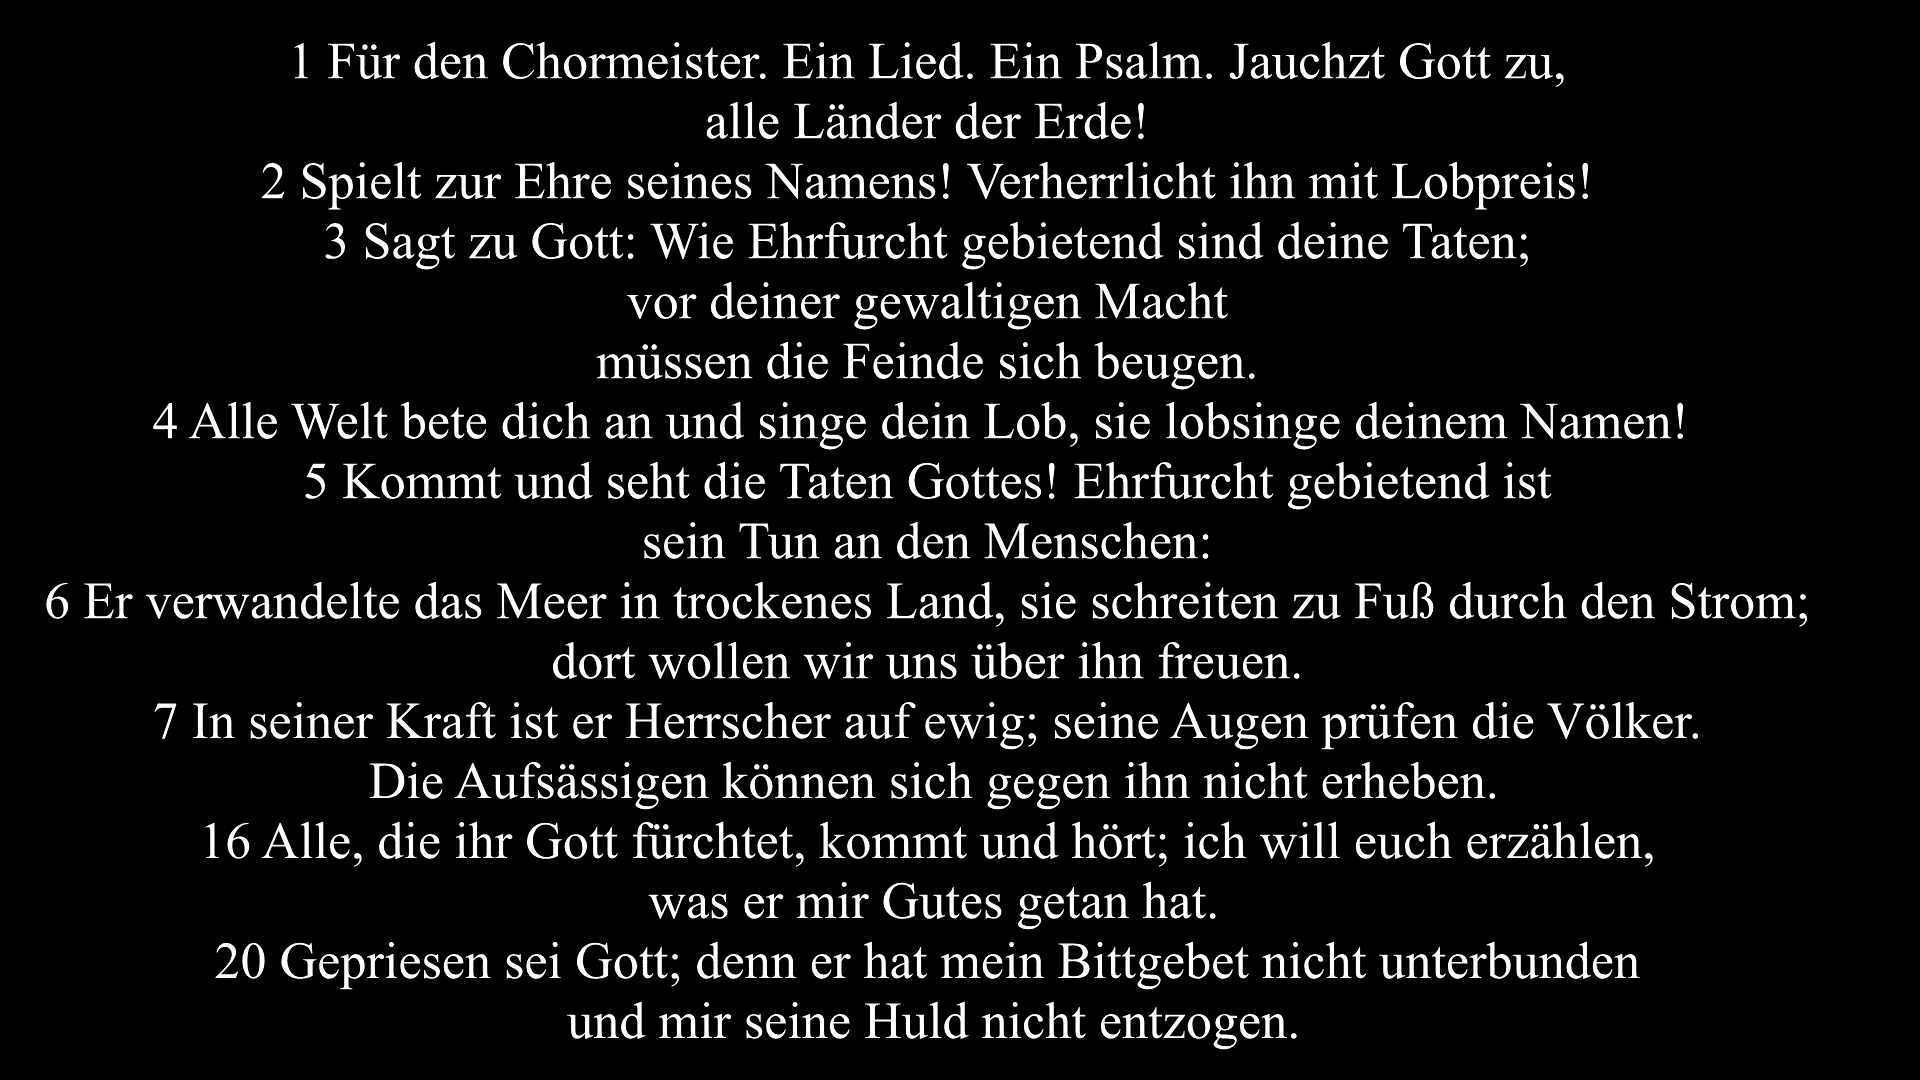 1 Für den Chormeister. Ein Lied. Ein Psalm. Jauchzt Gott zu,
alle Länder der Erde!
2 Spielt zur Ehre seines Namens! Verherrlicht ihn mit Lobpreis!
3 Sagt zu Gott: Wie Ehrfurcht gebietend sind deine Taten;
vor deiner gewaltigen Macht
müssen die Feinde sich beugen.
4 Alle Welt bete dich an und singe dein Lob, sie lobsinge deinem Namen!
5 Kommt und seht die Taten Gottes! Ehrfurcht gebietend ist
sein Tun an den Menschen:
6 Er verwandelte das Meer in trockenes Land, sie schreiten zu Fuß durch den Strom;
dort wollen wir uns über ihn freuen.
7 In seiner Kraft ist er Herrscher auf ewig; seine Augen prüfen die Völker.
Die Aufsässigen können sich gegen ihn nicht erheben.
16 Alle, die ihr Gott fürchtet, kommt und hört; ich will euch erzählen,
was er mir Gutes getan hat.
20 Gepriesen sei Gott; denn er hat mein Bittgebet nicht unterbunden
und mir seine Huld nicht entzogen.